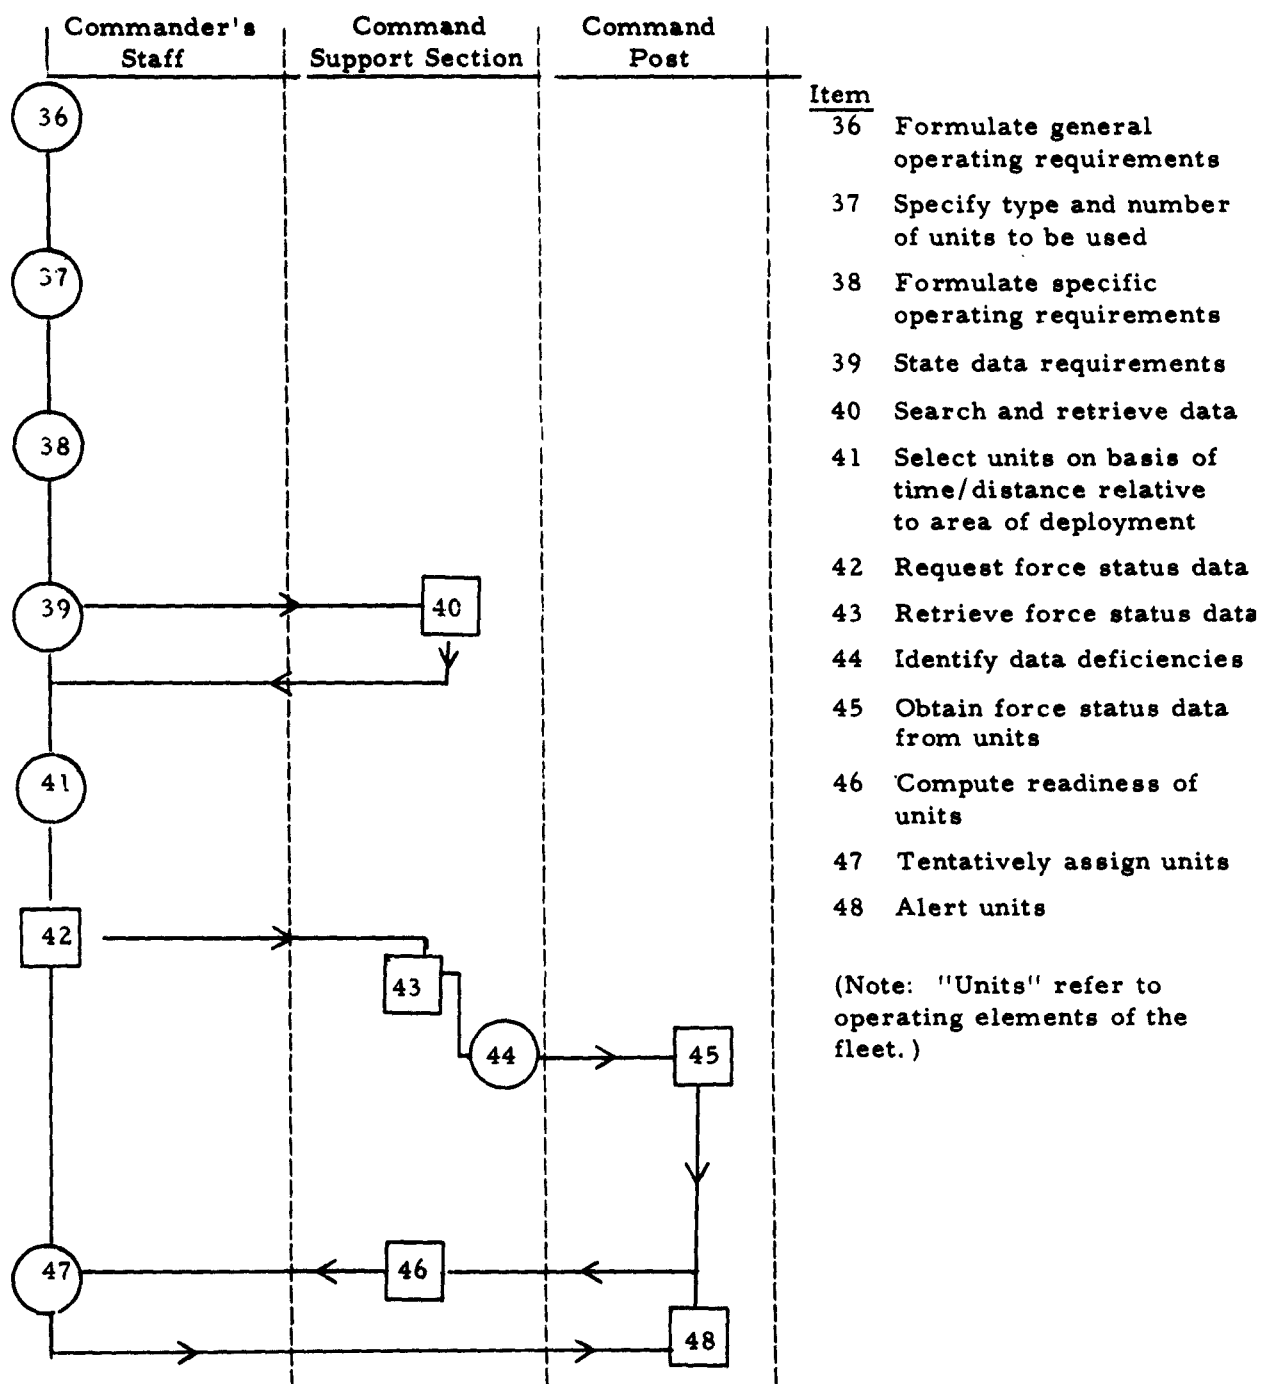 Commander's
Staff
Command
Support Section
Command
Post
36
37
38
39
40
41
42
43
44
45
46
47
48
Item
36 Formulate general
operating requirements
37 Specify type and number
of units to be used
38 Formulate specific
operating requirements
39 State data requirements
40 Search and retrieve data
41 Select units on basis of
time/distance relative
to area of deployment
42 Request force status data
43 Retrieve force status data
44 Identify data deficiencies
45 Obtain force status data
from units
46 Compute readiness of
units
47 Tentatively assign units
48 Alert units
(Note: "Units" refer to
operating elements of the
fleet.)